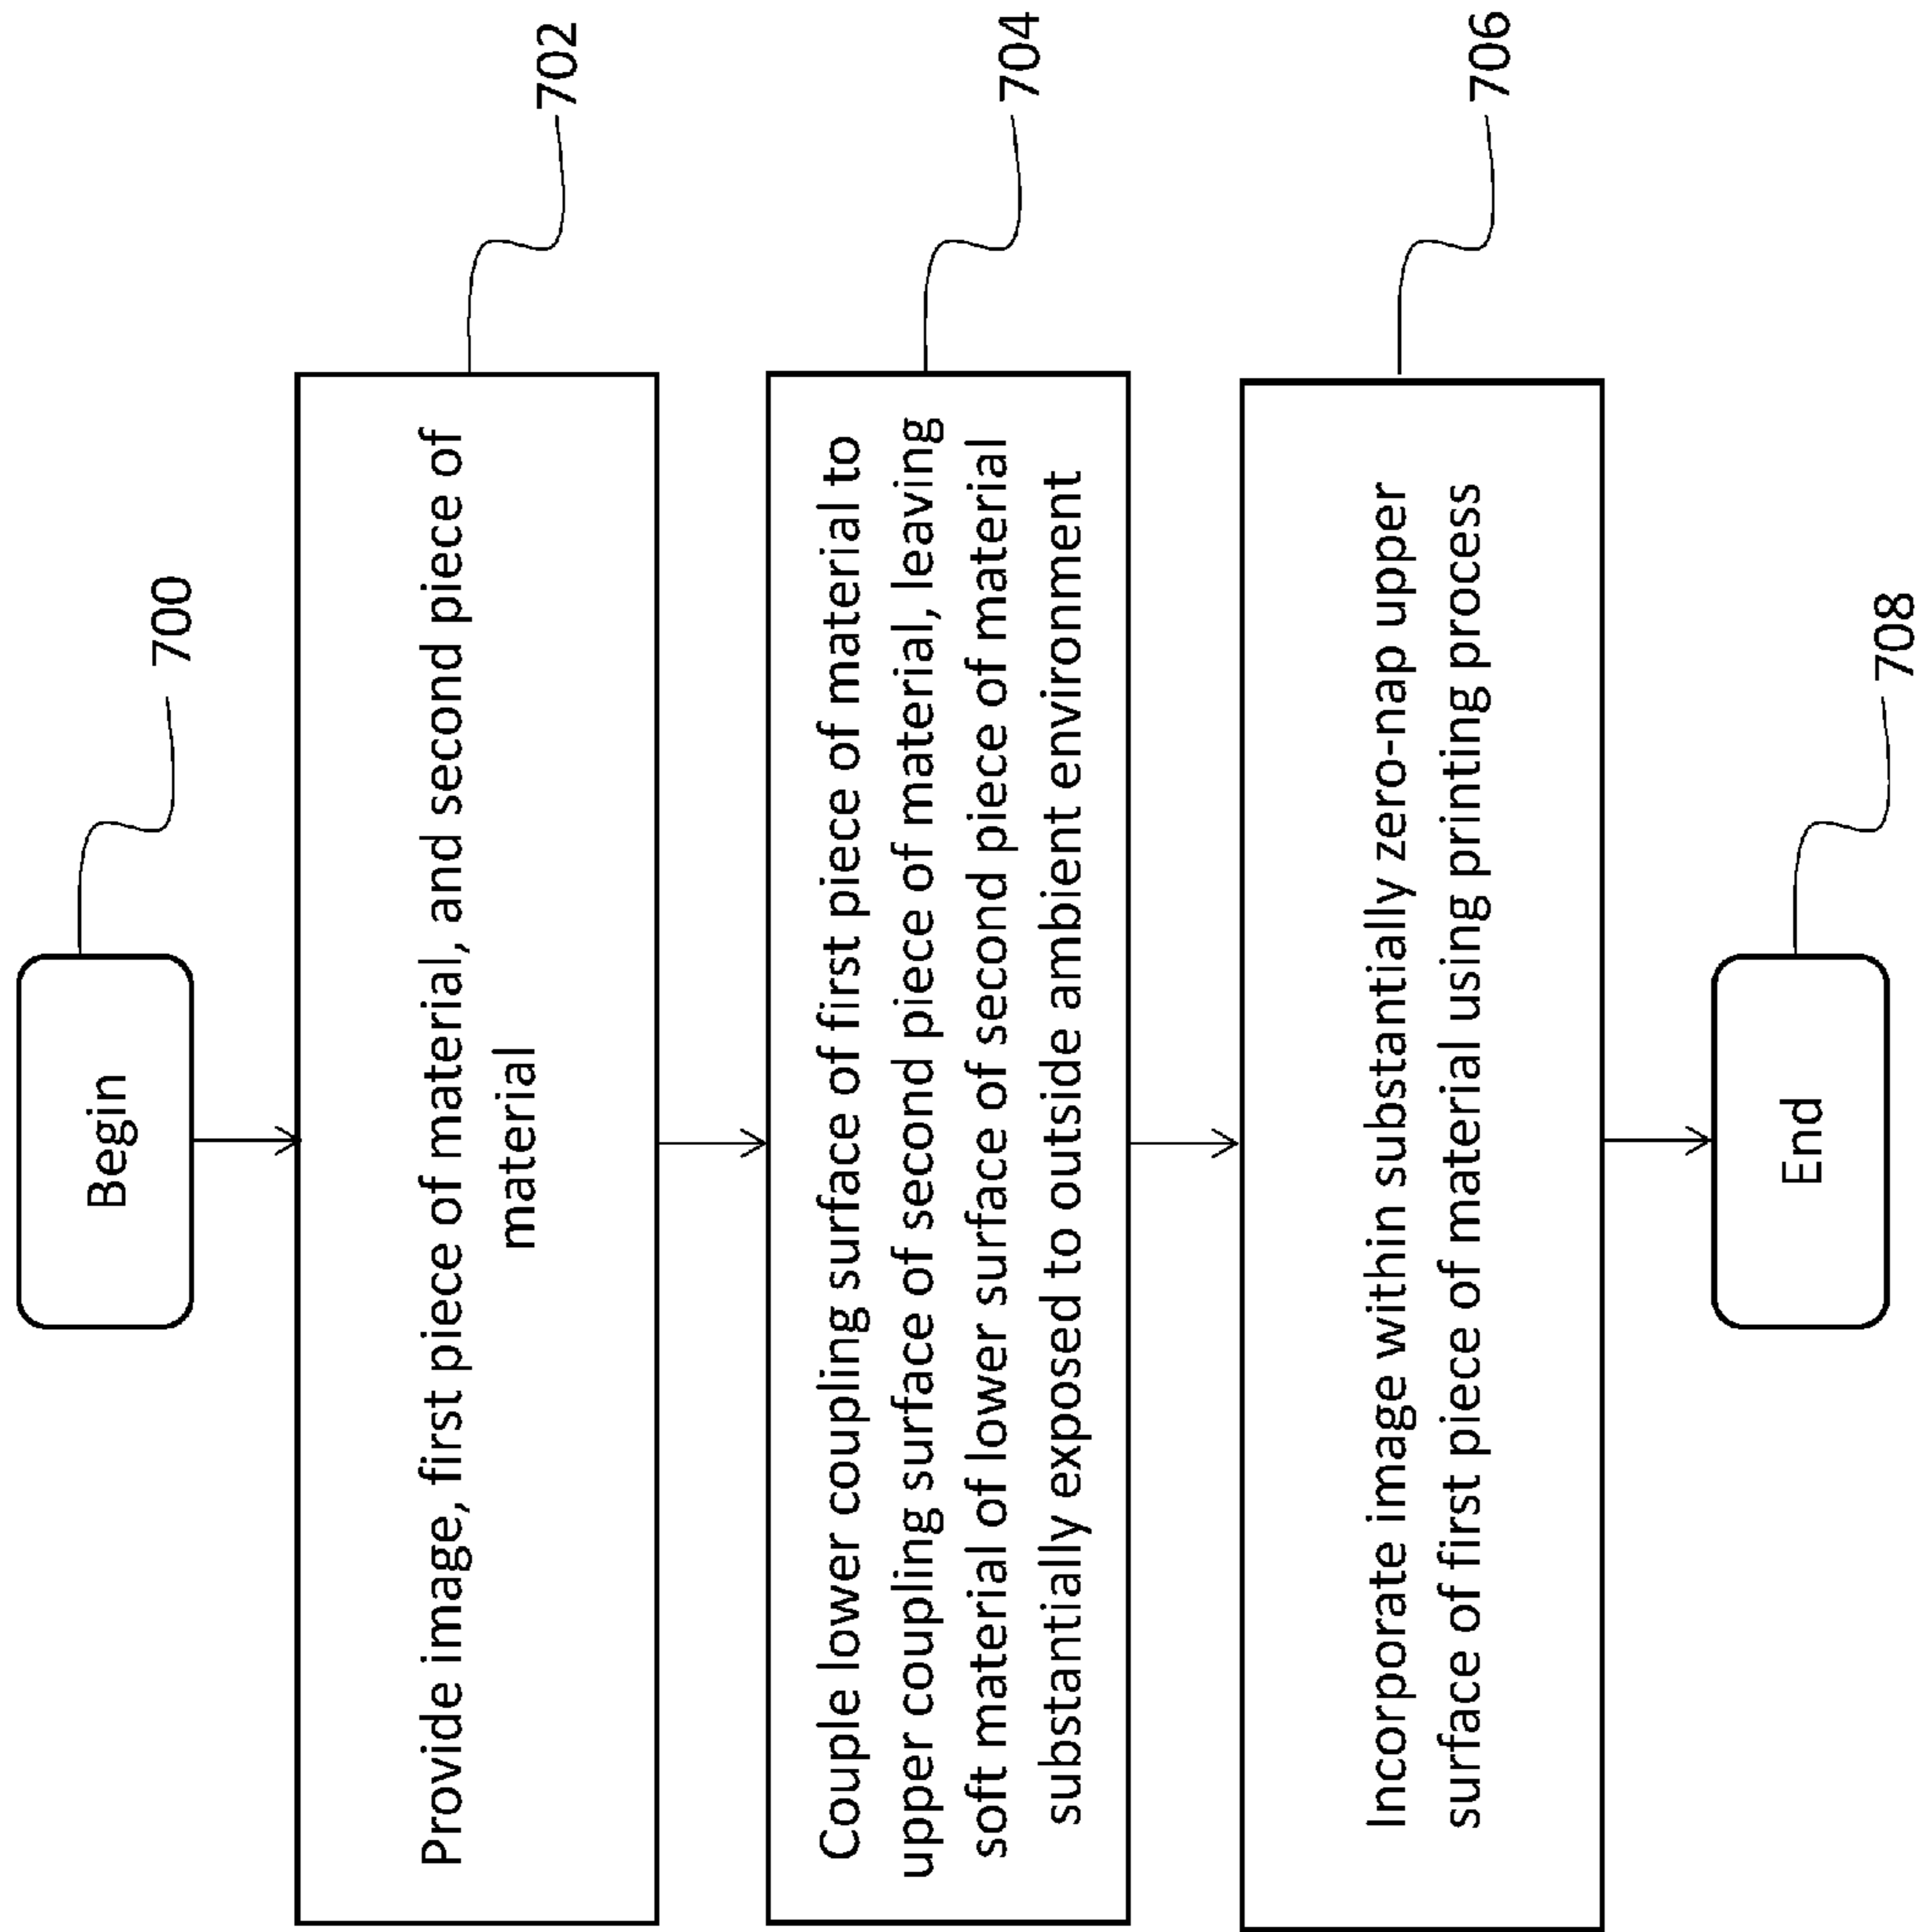 Begin
700
Provide image, first piece of material, and second piece of
material
702
Couple lower coupling surface of first piece of material to
upper coupling surface of second piece of material, leaving
soft material of lower surface of second piece of material
substantially exposed to outside ambient environment
704
Incorporate image within substantially zero-nap upper
surface of first piece of material using printing process
706
End
708